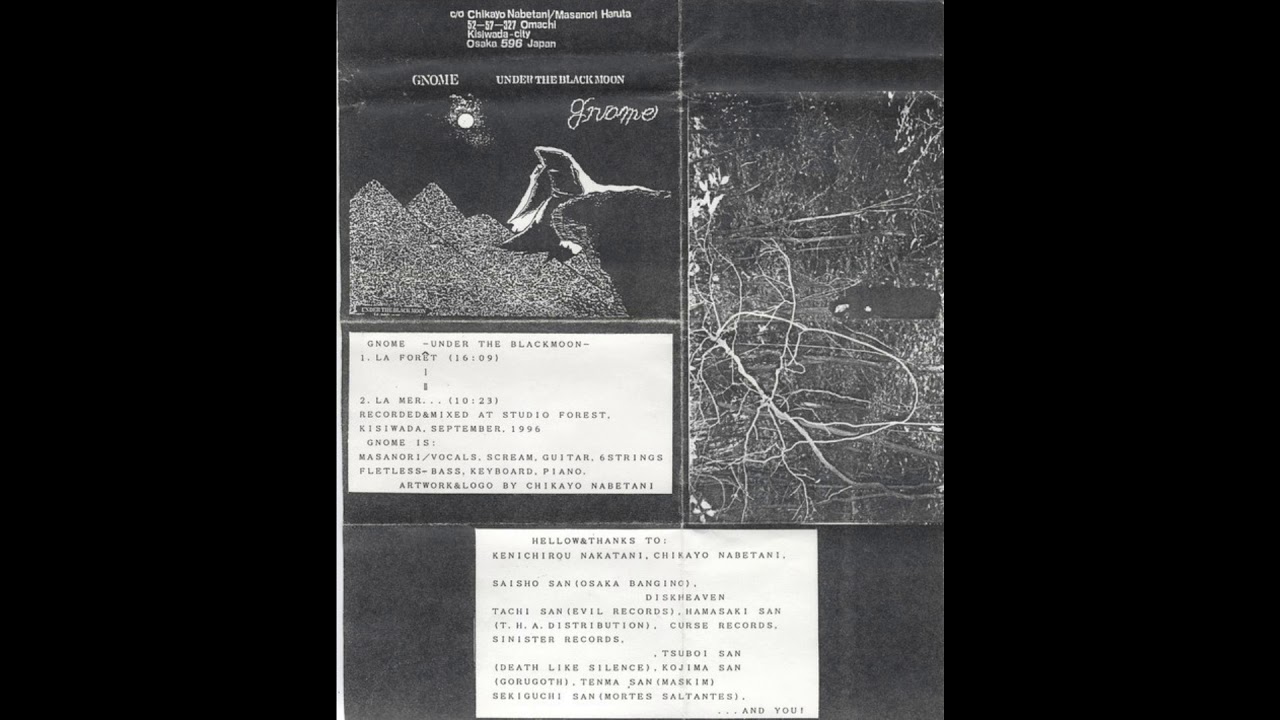 c/o Chikayo Nabetani/Masanori Haruta
52-57-327 Omachi
Kisiwada-city
Osaka 596 Japan
GNOME UNDER THE BLACK MOON
gnome
UNDER THE BLACK MOON
GNOME -UNDER THE BLACKMOON-
1. LA FORÊT (16:09)
I
II
2. LA MER... (10:23)
RECORDED&MIXED AT STUDIO FOREST,
KISIWADA, SEPTEMBER, 1996
GNOME IS:
MASANORI/VOCALS, SCREAM, GUITAR, 6STRINGS
FLETLESS-BASS, KEYBOARD, PIANO.
ARTWORK&LOGO BY CHIKAYO NABETANI
HELLOW&THANKS TO:
KENICHIROU NAKATANI, CHIKAYO NABETANI,
SAISHO SAN(OSAKA BANGING),
DISKHEAVEN
TACHI SAN(EVIL RECORDS), HAMASAKI SAN
(T.H.A.DISTRIBUTION), CURSE RECORDS,
SINISTER RECORDS,
,TSUBOI SAN
(DEATH LIKE SILENCE), KOJIMA SAN
(GORUGOTH), TENMA SAN(MASKIM)
SEKIGUCHI SAN(MORTES SALTANTES),
...AND YOU!